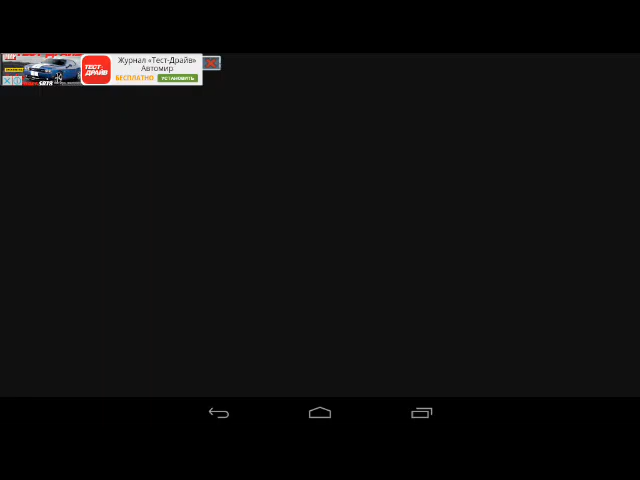 ТЕСТ-
ДРАЙВ
Журнал «Тест-Драйв»
Автомир
БЕСПЛАТНО
УСТАНОВИТЬ